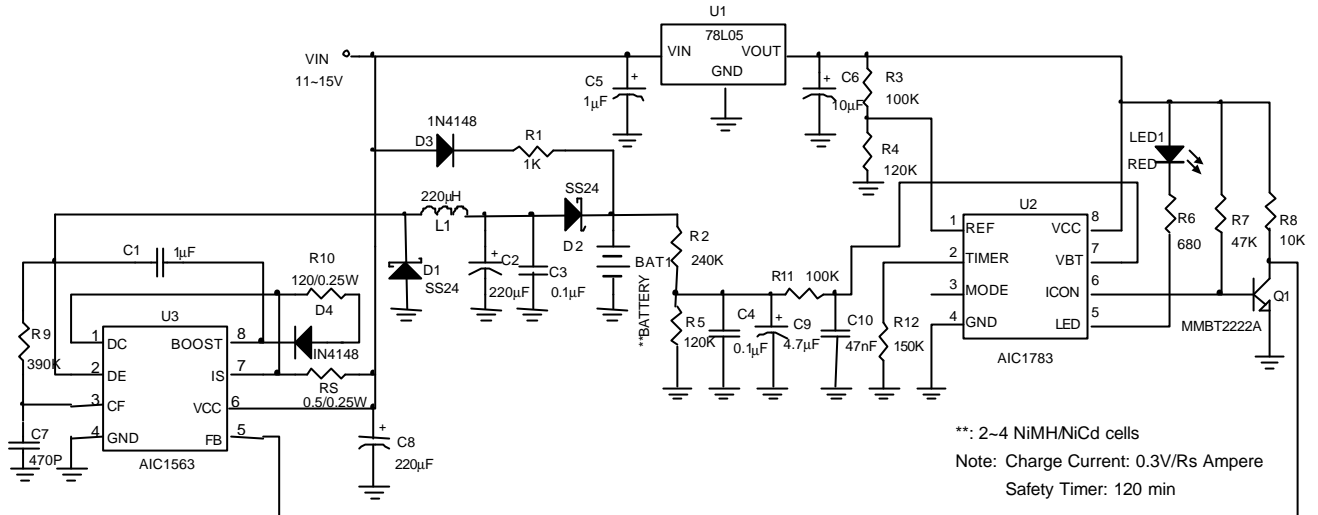 U1
78L05
VIN
VOUT
GND
VIN
11~15V
C5
1μF
+
C6
10μF
+
R3
100K
R4
120K
1N4148
D3
R1
1K
LED1
RED
R6
680
R7
47K
R8
10K
220μH
L1
SS24
D2
D1
SS24
+
C2
220μF
C3
0.1μF
BAT1
**BATTERY
R2
240K
R11
100K
R5
120K
C4
0.1μF
+
C9
4.7μF
C10
47nF
R12
150K
U2
1
REF
2
TIMER
3
MODE
4
GND
VCC
8
VBT
7
ICON
6
LED
5
AIC1783
Q1
MMBT2222A
C1
1μF
R10
120/0.25W
D4
IN4148
R9
390K
U3
1
DC
2
DE
3
CF
4
GND
BOOST
8
IS
7
VCC
6
FB
5
AIC1563
RS
0.5/0.25W
C7
470P
+
C8
220μF
**: 2~4 NiMH/NiCd cells
Note: Charge Current: 0.3V/Rs Ampere
Safety Timer: 120 min